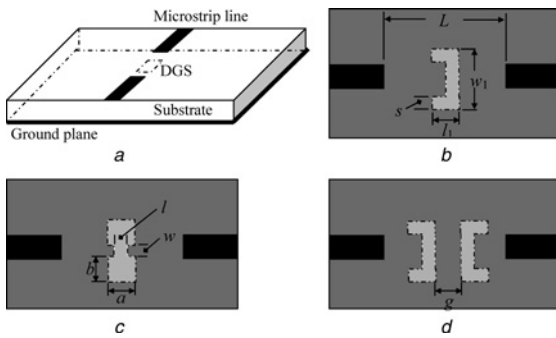 Microstrip line
DGS
Substrate
Ground plane
a
L
w1
s
l1
b
l
w
b
a
c
g
d